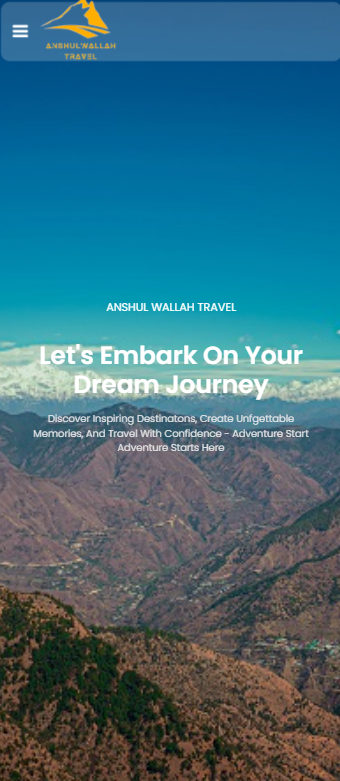 ANSHULWALLAH
TRAVEL
ANSHUL WALLAH TRAVEL
Let's Embark On Your
Dream Journey
Discover Inspiring Destinatons, Create Unfgettable
Memories, And Travel With Confidence - Adventure Start
Adventure Starts Here